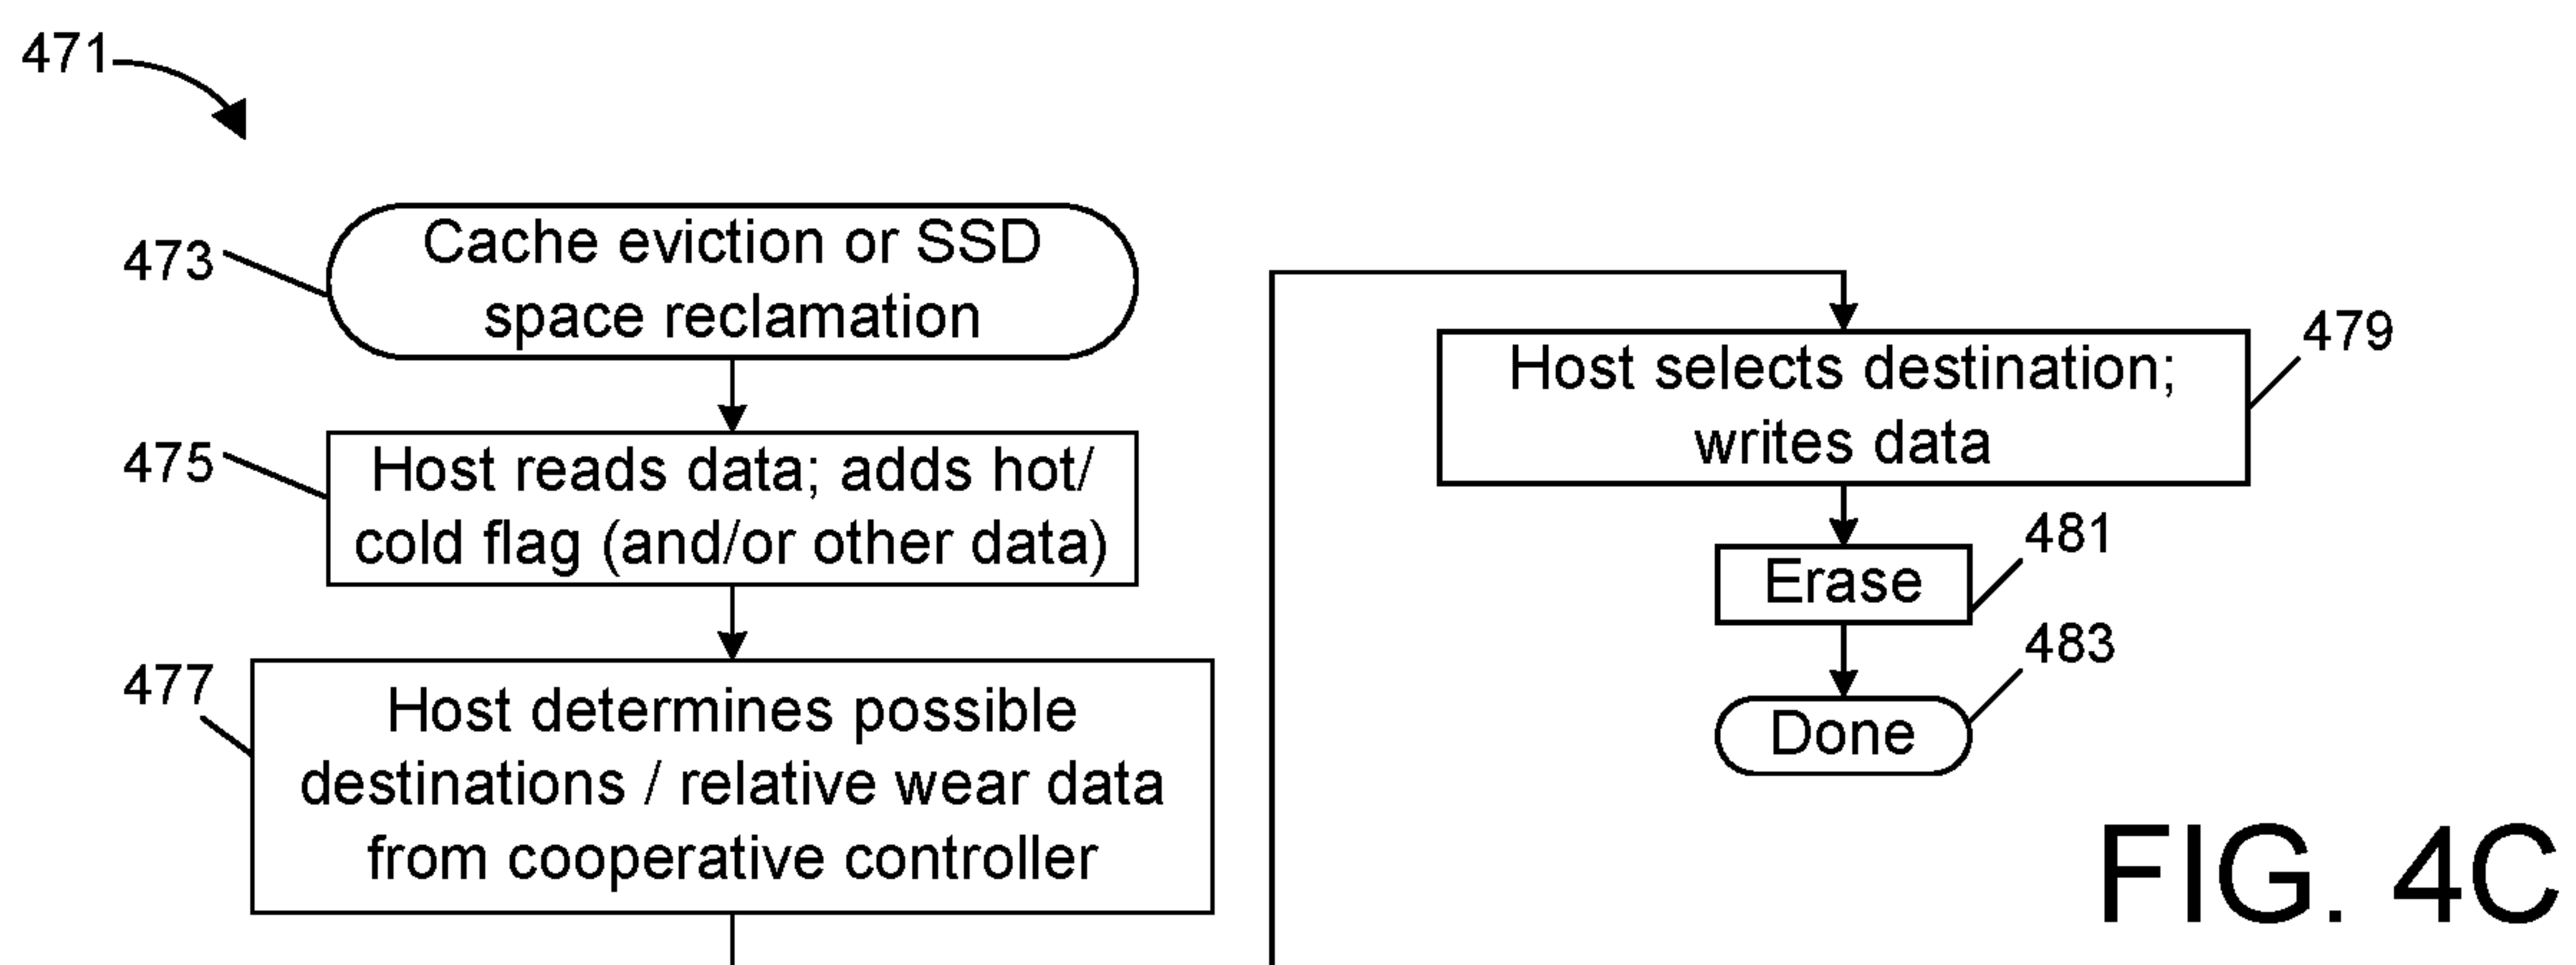 471
473
Cache eviction or SSD
space reclamation
475
Host reads data; adds hot/
cold flag (and/or other data)
477
Host determines possible
destinations / relative wear data
from cooperative controller
479
Host selects destination;
writes data
481
Erase
483
Done
FIG. 4C